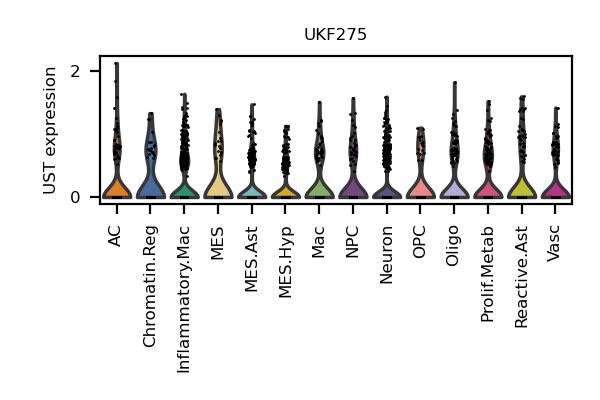 UKF275
UST expression
2
0
AC
Chromatin.Reg
Inflammatory.Mac
MES
MES.Ast
MES.Hyp
Mac
NPC
Neuron
OPC
Oligo
Prolif.Metab
Reactive.Ast
Vasc